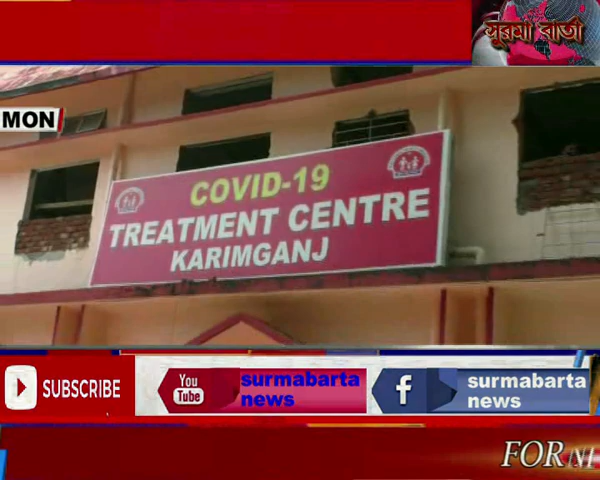 সুরমা বার্তা
MON
COVID-19
TREATMENT CENTRE
KARIMGANJ
SUBSCRIBE
You
Tube
surmabarta
news
f
surmabarta
news
FOR